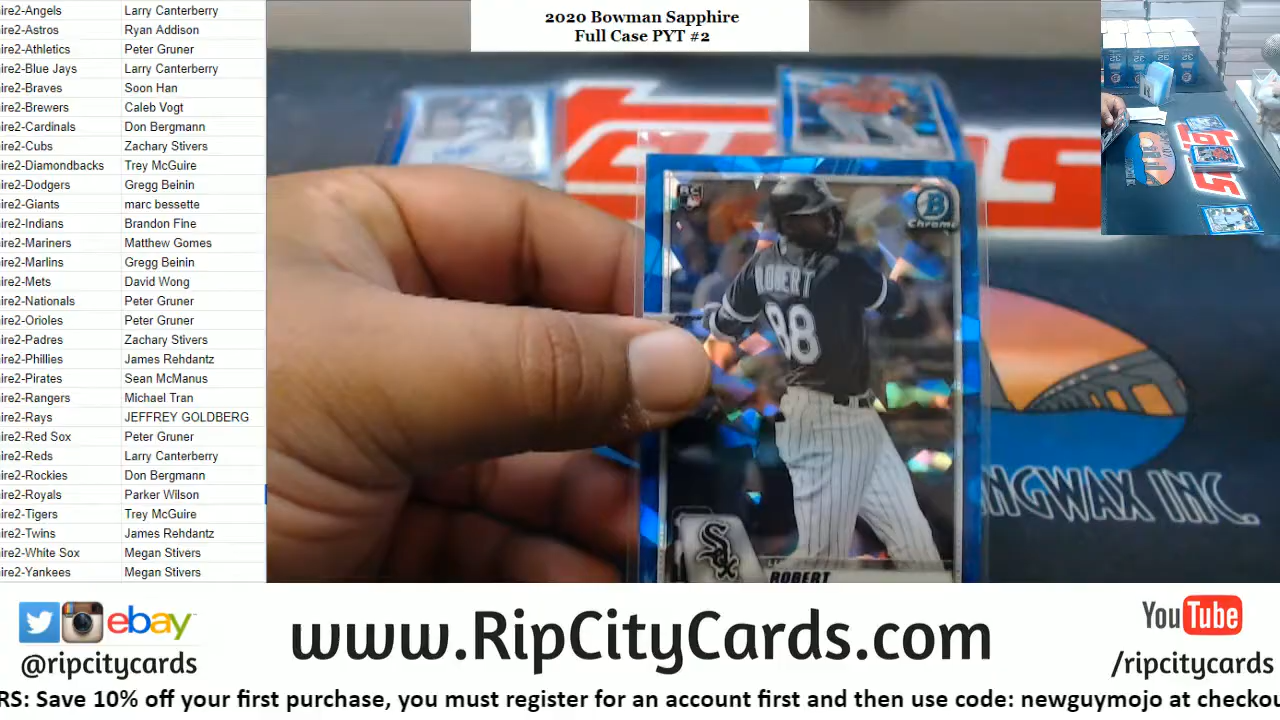 2020 Bowman Sapphire
Full Case PYT #2
ire2-Angels Larry Canterberry
ire2-Astros Ryan Addison
ire2-Athletics Peter Gruner
ire2-Blue Jays Larry Canterberry
ire2-Braves Soon Han
ire2-Brewers Caleb Vogt
ire2-Cardinals Don Bergmann
ire2-Cubs Zachary Stivers
ire2-Diamondbacks Trey McGuire
ire2-Dodgers Gregg Beinin
ire2-Giants marc bessette
ire2-Indians Brandon Fine
ire2-Mariners Matthew Gomes
ire2-Marlins Gregg Beinin
ire2-Mets David Wong
ire2-Nationals Peter Gruner
ire2-Orioles Peter Gruner
ire2-Padres Zachary Stivers
ire2-Phillies James Rehdantz
ire2-Pirates Sean McManus
ire2-Rangers Michael Tran
ire2-Rays JEFFREY GOLDBERG
ire2-Red Sox Peter Gruner
ire2-Reds Larry Canterberry
ire2-Rockies Don Bergmann
ire2-Royals Parker Wilson
ire2-Tigers Trey McGuire
ire2-Twins James Rehdantz
ire2-White Sox Megan Stivers
ire2-Yankees Megan Stivers
RC
B
Chrome
ROBERT
88
Sox
ROBERT
NGWAX INC.
ebay
@ripcitycards
www.RipCityCards.com
YouTube
/ripcitycards
RS: Save 10% off your first purchase, you must register for an account first and then use code: newguymojo at checkou